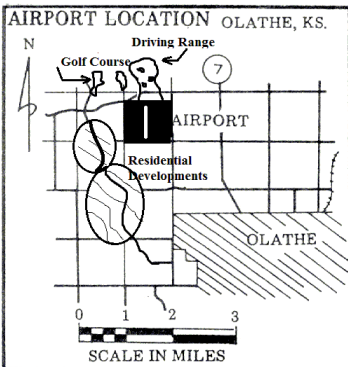 AIRPORT LOCATION OLATHE, KS.
N
Driving Range
Golf Course
7
AIRPORT
Residential
Developments
OLATHE
0 1 2 3
SCALE IN MILES